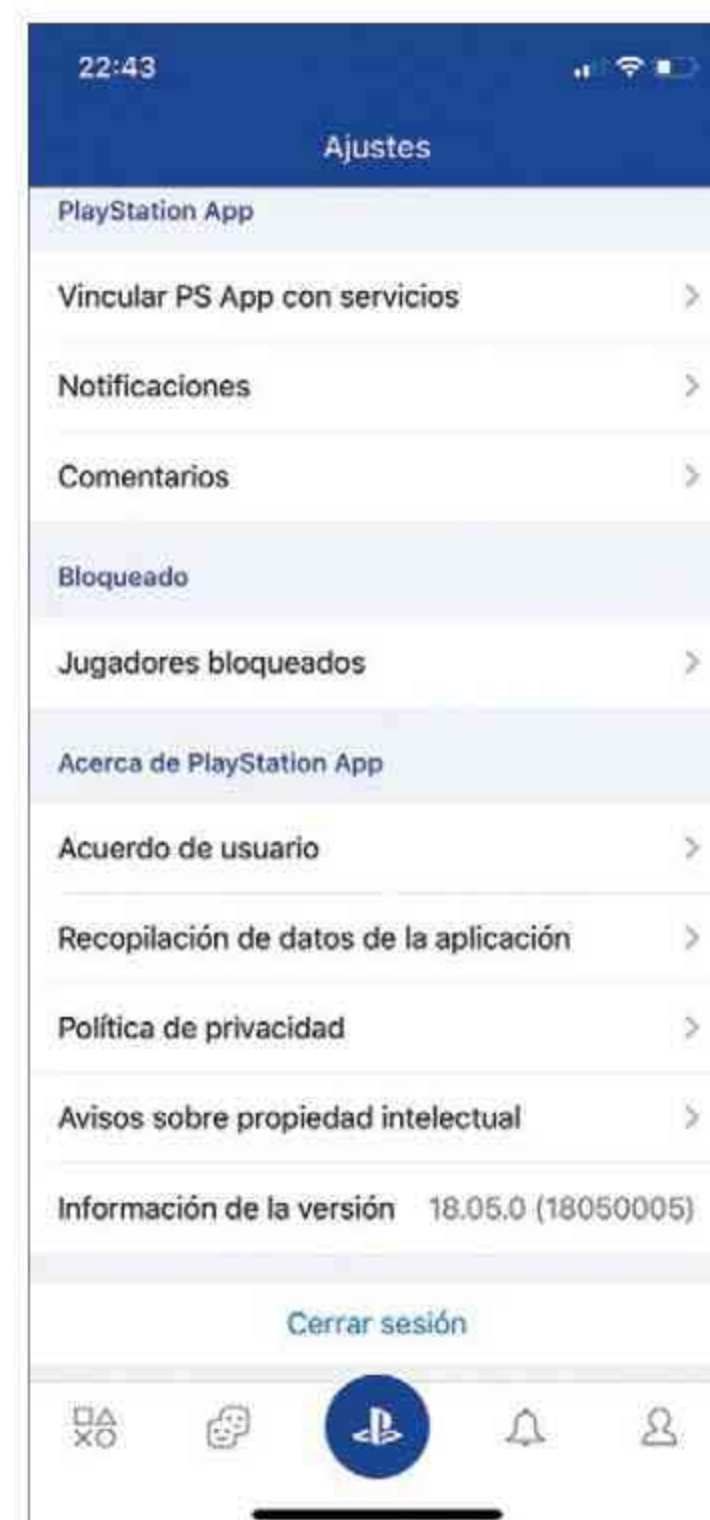 22:43
Ajustes
PlayStation App
Vincular PS App con servicios
Notificaciones
Comentarios
Bloqueado
Jugadores bloqueados
Acerca de PlayStation App
Acuerdo de usuario
Recopilación de datos de la aplicación
Política de privacidad
Avisos sobre propiedad intelectual
Información de la versión 18.05.0 (18050005)
Cerrar sesión